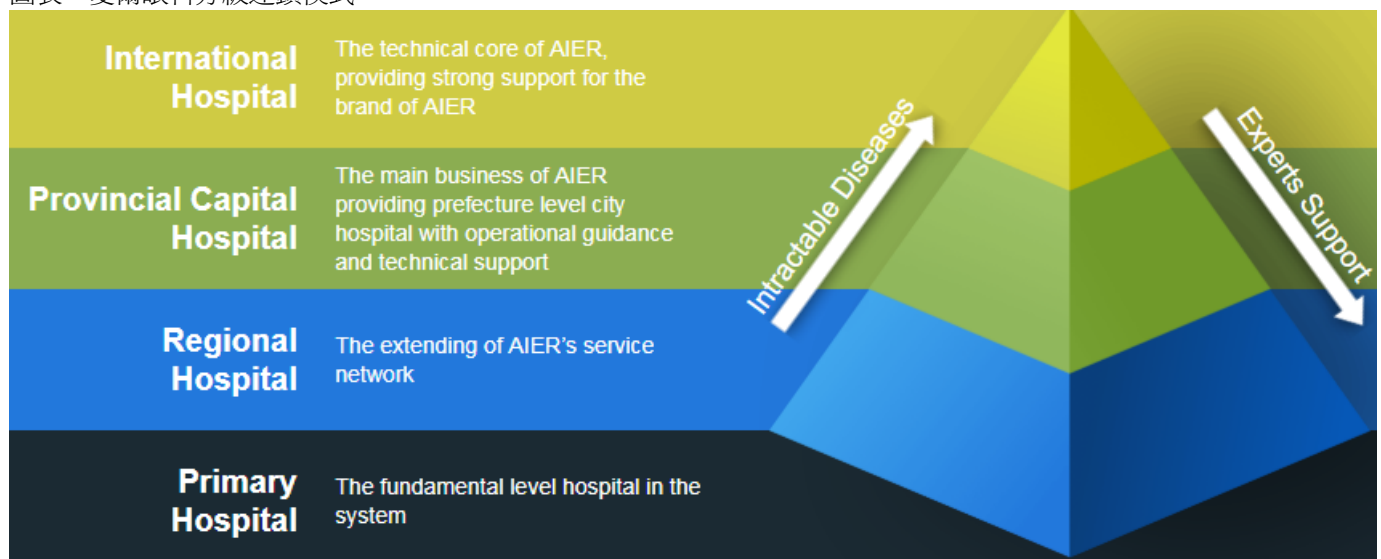 International
Hospital
The technical core of AIER,
providing strong support for the
brand of AIER
Provincial Capital
Hospital
The main business of AIER
providing prefecture level city
hospital with operational guidance
and technical support
Regional
Hospital
The extending of AIER's service
network
Primary
Hospital
The fundamental level hospital in the
system
Intractable Diseases
Experts Support